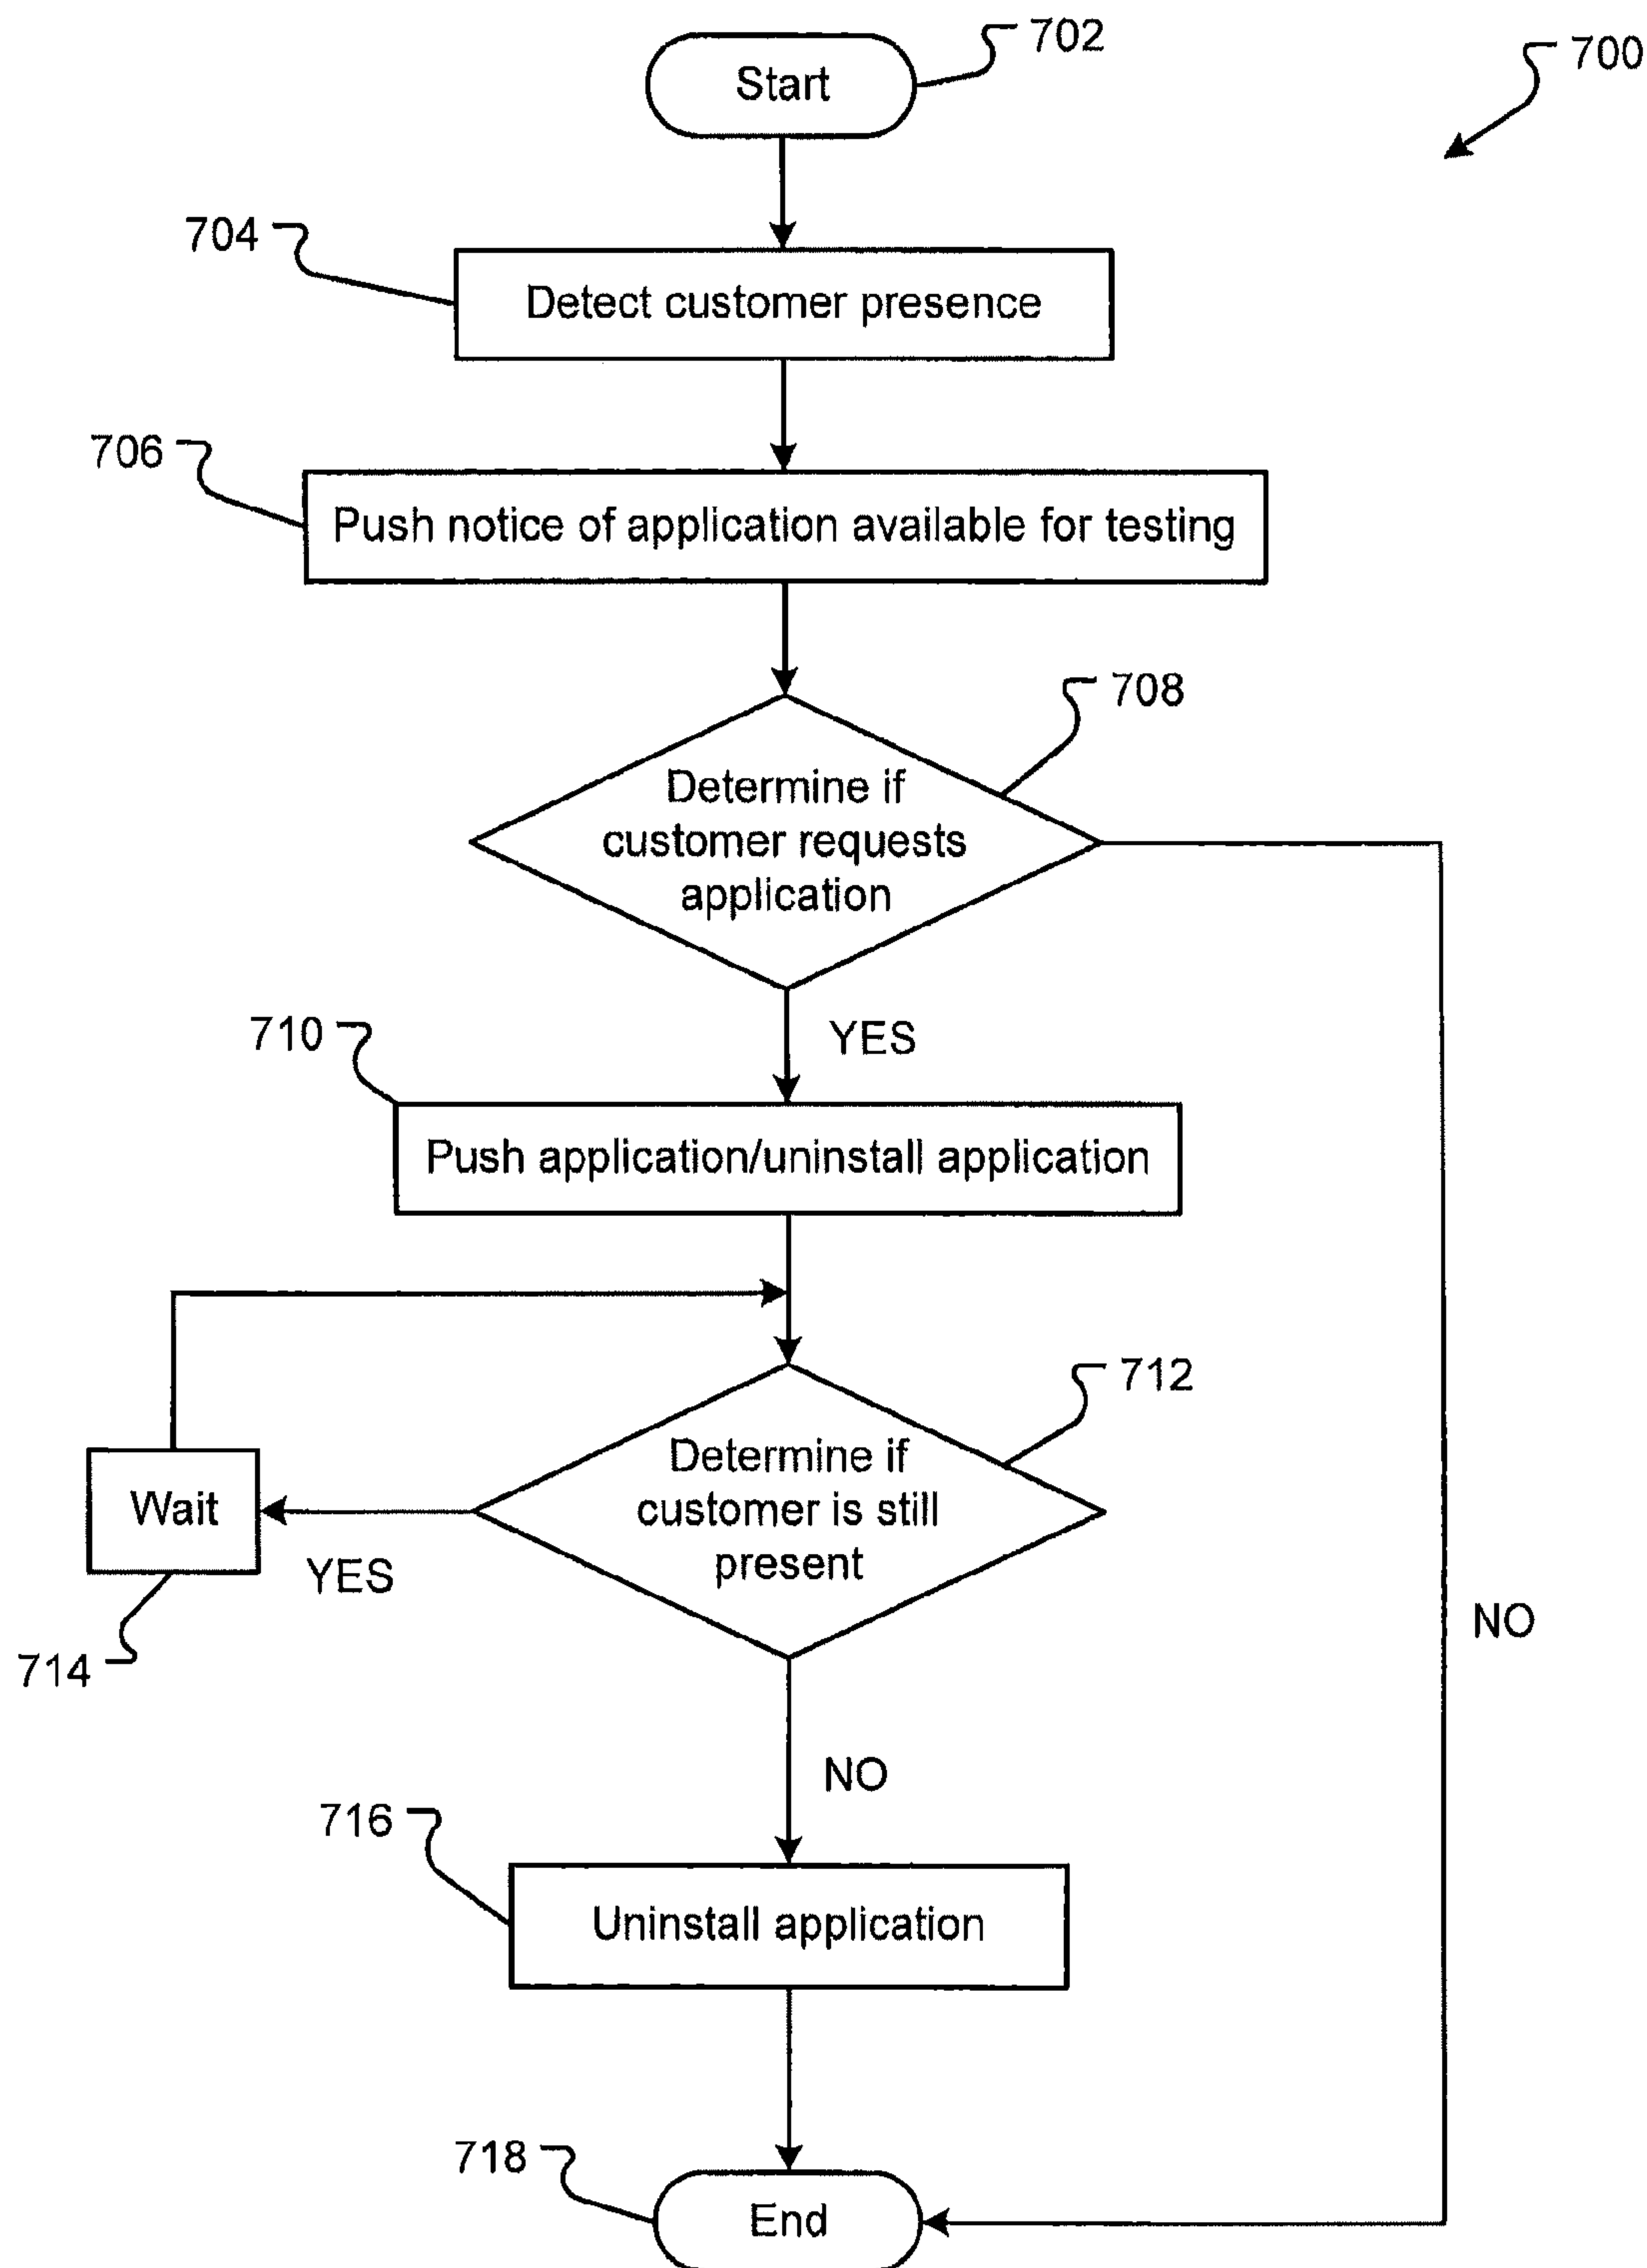 702
700
Start
704
Detect customer presence
706
Push notice of application available for testing
708
Determine if
customer requests
application
710
YES
Push application/uninstall application
712
Determine if
customer is still
present
Wait
YES
714
NO
NO
716
Uninstall application
718
End